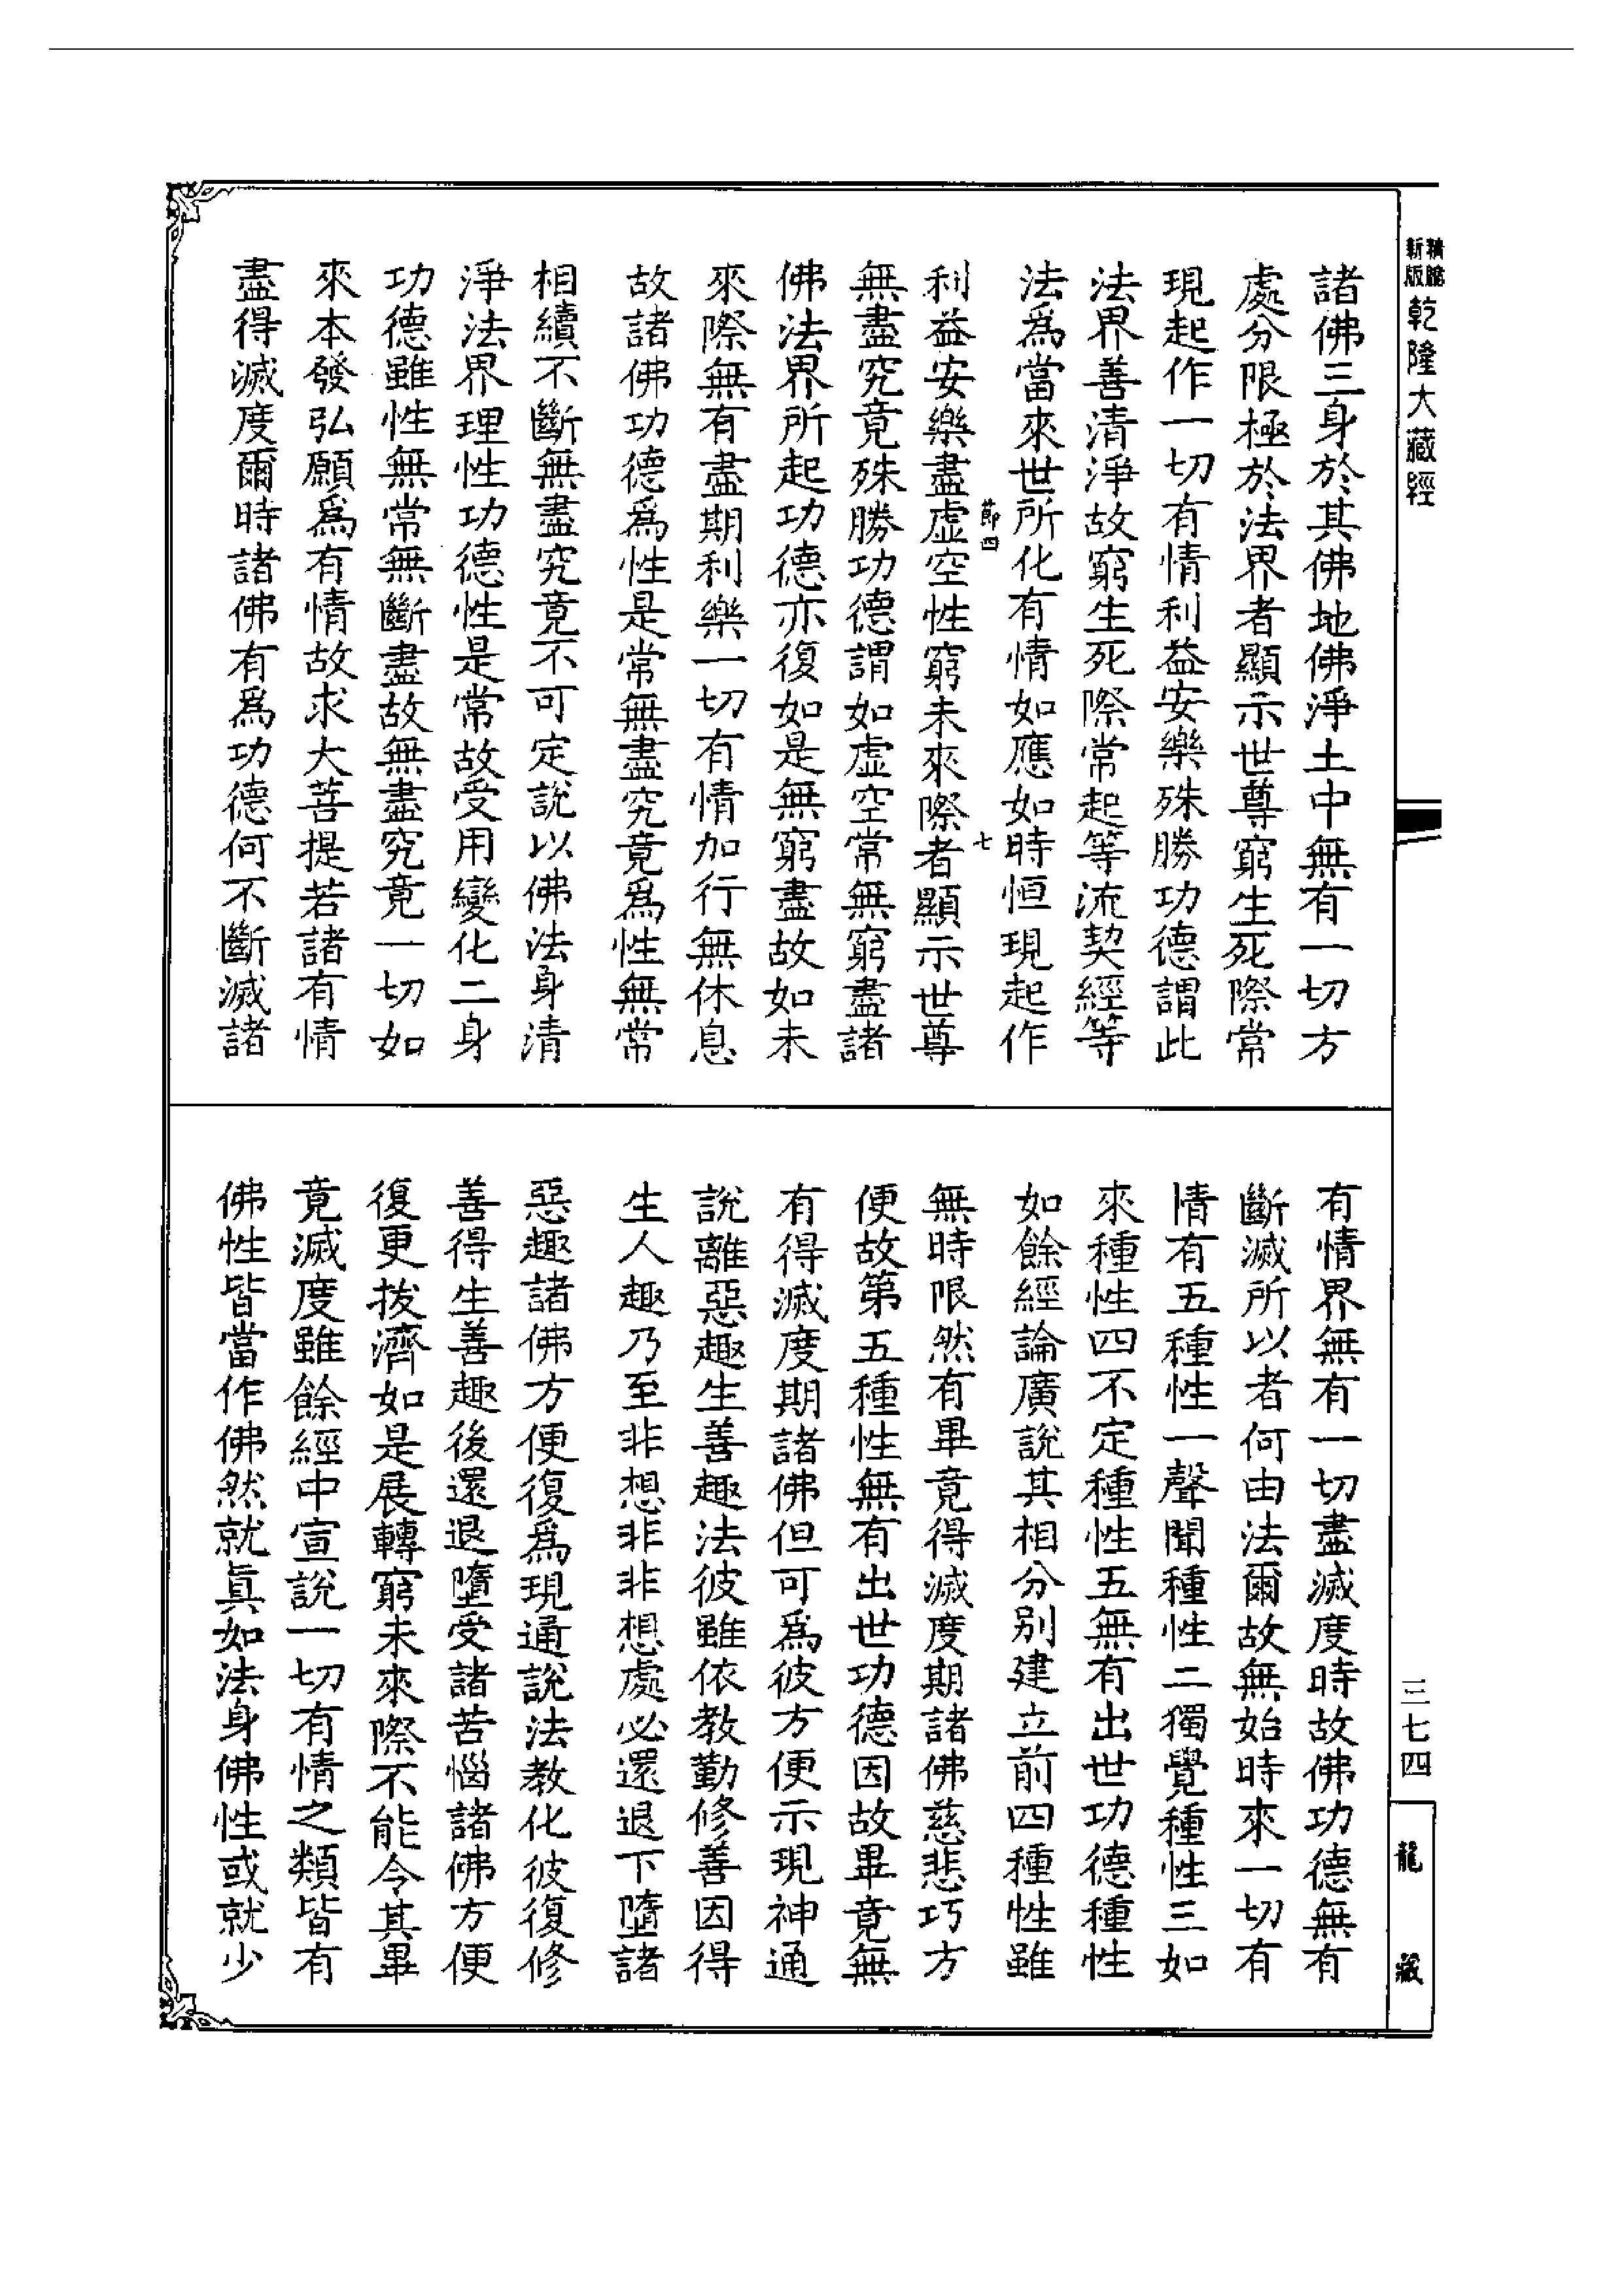 新版
精縮
乾隆大藏經
三七四
龍藏
諸佛三身於其佛地佛淨土中無有一切方
處分限極於法界者顯示世尊窮生死際常
現起作一切有情利益安樂殊勝功德謂此
法界善清淨故窮生死際常起等流契經等
法爲當來世所化有情如應如時恒現起作
節四
七
利益安樂盡虛空性窮未來際者顯示世尊
無盡究竟殊勝功德謂如虛空常無窮盡諸
佛法界所起功德亦復如是無窮盡故如未
來際無有盡期利樂一切有情加行無休息
故諸佛功德爲性是常無盡究竟爲性無常
相續不斷無盡究竟不可定說以佛法身清
淨法界理性功德性是常故受用變化二身
功德雖性無常無斷盡故無盡究竟一切如
來本發弘願爲有情故求大菩提若諸有情
盡得滅度爾時諸佛有爲功德何不斷滅諸
有情界無有一切盡滅度時故佛功德無有
斷滅所以者何由法爾故無始時來一切有
情有五種性一聲聞種性二獨覺種性三如
來種性四不定種性五無有出世功德種性
如餘經論廣說其相分別建立前四種性雖
無時限然有畢竟得滅度期諸佛慈悲巧方
便故第五種性無有出世功德因故畢竟無
有得滅度期諸佛但可爲彼方便示現神通
說離惡趣生善趣法彼雖依教勤修善因得
生人趣乃至非想非非想處必還退下墮諸
惡趣諸佛方便復爲現通說法教化彼復修
善得生善趣後還退墮受諸苦惱諸佛方便
復更拔濟如是展轉窮未來際不能令其畢
竟滅度雖餘經中宣說一切有情之類皆有
佛性皆當作佛然就眞如法身佛性或就少